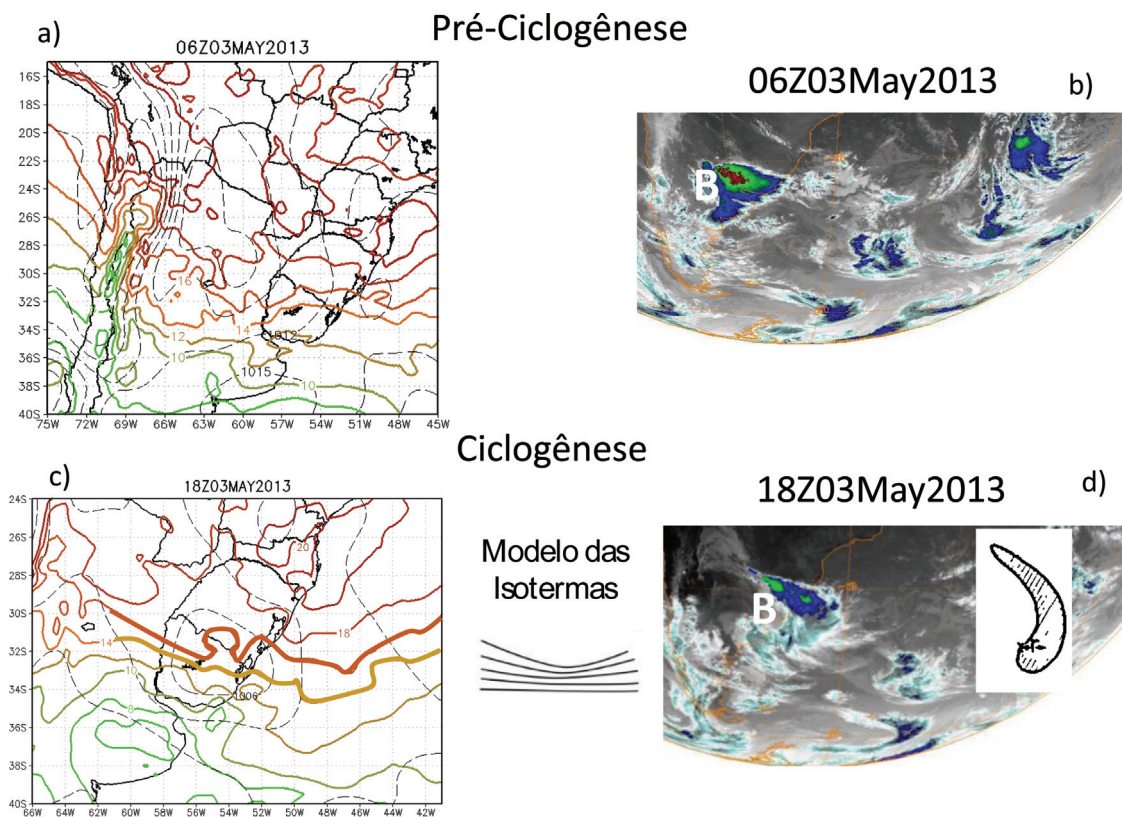 Pré-Ciclogênese
a)
06Z03MAY2013
16S
18S
20S
22S
24S
26S
28S
30S
32S
34S
36S
38S
40S
16
14
12
1012
10
1015
10
75W 72W 69W 66W 63W 60W 57W 54W 51W 48W 45W
06Z03May2013
b)
B
Ciclogênese
c)
18Z03MAY2013
24S
26S
28S
30S
32S
34S
36S
38S
40S
20
18
14
10
1006
8
66W 64W 62W 60W 58W 56W 54W 52W 50W 48W 46W 44W 42W
Modelo das
Isotermas
18Z03May2013
d)
B